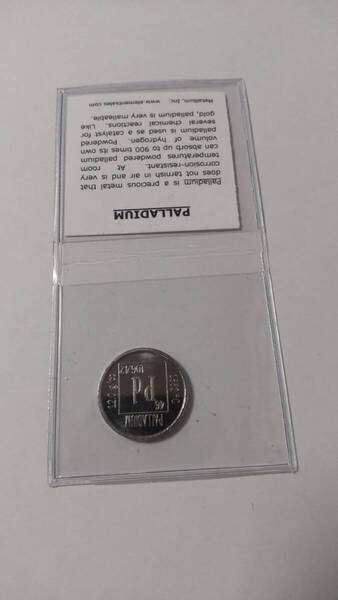 PALLADIUM
Palladium is a precious metal that
does not tarnish in air and is very
corrosion-resistant. At room
temperatures powdered palladium
can absorb up to 900 times its own
volume of hydrogen. Powdered
palladium is used as a catalyst for
several chemical reactions. Like
gold, palladium is very malleable.
Metallium, Inc. www.elementsales.com
PALLADIUM
46
Pd
106.42